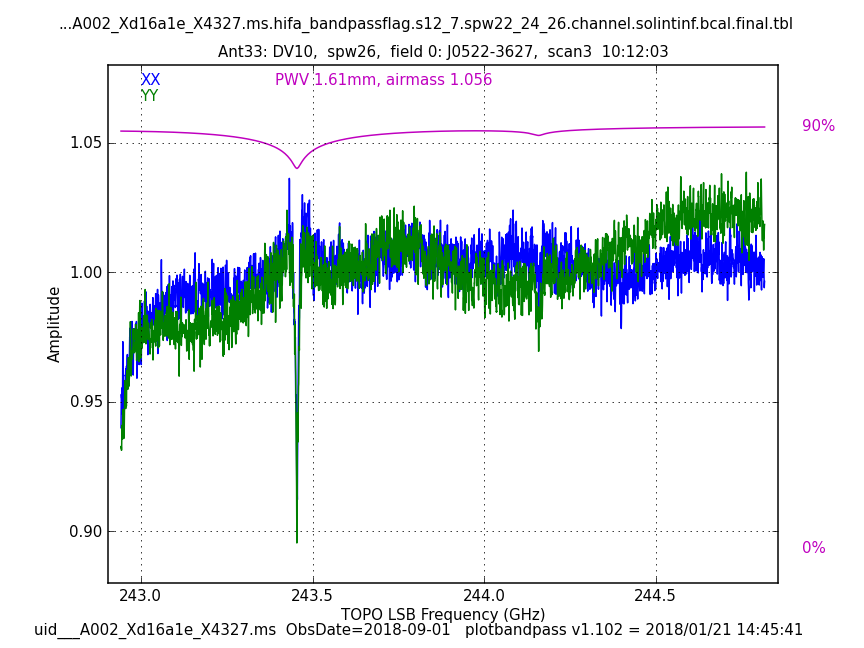 ...A002_Xd16a1e_X4327.ms.hifa_bandpassflag.s12_7.spw22_24_26.channel.solintinf.bcal.final.tbl
Ant33: DV10,  spw26,  field 0: J0522-3627,  scan3  10:12:03
XX
PWV 1.61mm, airmass 1.056
YY
90%
1.05
1.00
0.95
0.90
Amplitude
0%
243.0
243.5
244.0
244.5
TOPO LSB Frequency (GHz)
uid___A002_Xd16a1e_X4327.ms  ObsDate=2018-09-01   plotbandpass v1.102 = 2018/01/21 14:45:41